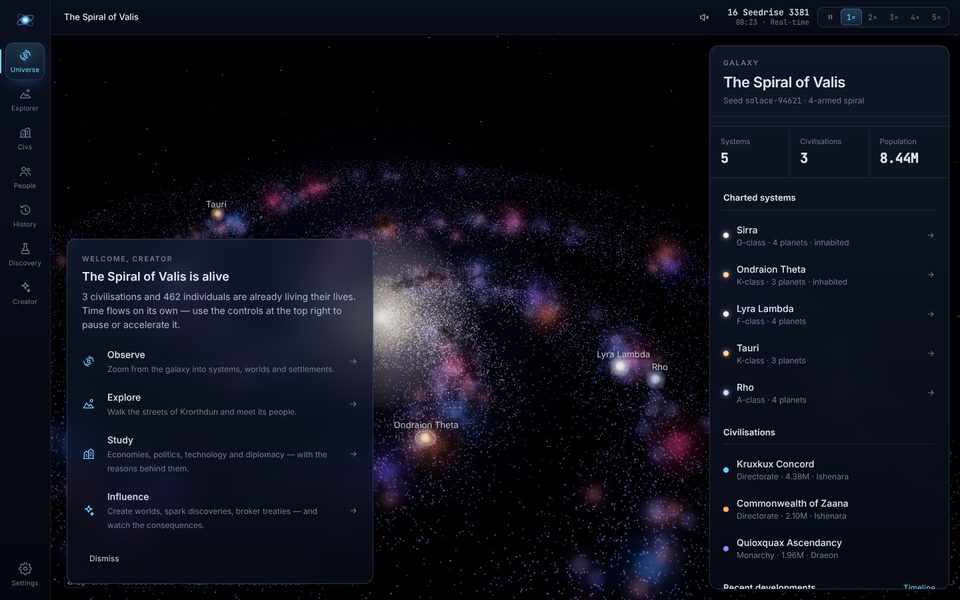 The Spiral of Valis
16 Seedrise 3381
08:23 · Real-time
1× 2× 3× 4× 5×
Universe
Explorer
Civs
People
History
Discovery
Creator
Settings
Tauri
Lyra Lambda
Rho
Ondraion Theta
WELCOME, CREATOR
The Spiral of Valis is alive
3 civilisations and 462 individuals are already living their lives.
Time flows on its own — use the controls at the top right to
pause or accelerate it.
Observe
Zoom from the galaxy into systems, worlds and settlements.
Explore
Walk the streets of Krorthdun and meet its people.
Study
Economies, politics, technology and diplomacy — with the
reasons behind them.
Influence
Create worlds, spark discoveries, broker treaties — and
watch the consequences.
Dismiss
GALAXY
The Spiral of Valis
Seed solace-94621 · 4-armed spiral
Systems
5
Civilisations
3
Population
8.44M
Charted systems
Sirra
G-class · 4 planets · inhabited
Ondraion Theta
K-class · 3 planets · inhabited
Lyra Lambda
F-class · 4 planets
Tauri
K-class · 3 planets
Rho
A-class · 4 planets
Civilisations
Kruxkux Concord
Directorate · 4.38M · Ishenara
Commonwealth of Zaana
Directorate · 2.10M · Ishenara
Quioxquax Ascendancy
Monarchy · 1.96M · Draeon
Recent developments
Timeline